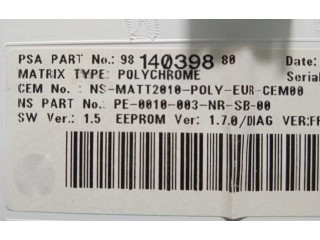 PSA PART No.: 98 140398 80 Date:
MATRIX TYPE: POLYCHROME Serial
CEM No.: NS-MATT2010-POLY-EUR-CEM00
NS PART No.: PE-0010-003-NR-SB-00
SW Ver.: 1.5 EEPROM Ver: 1.7.0/DIAG VER:FF